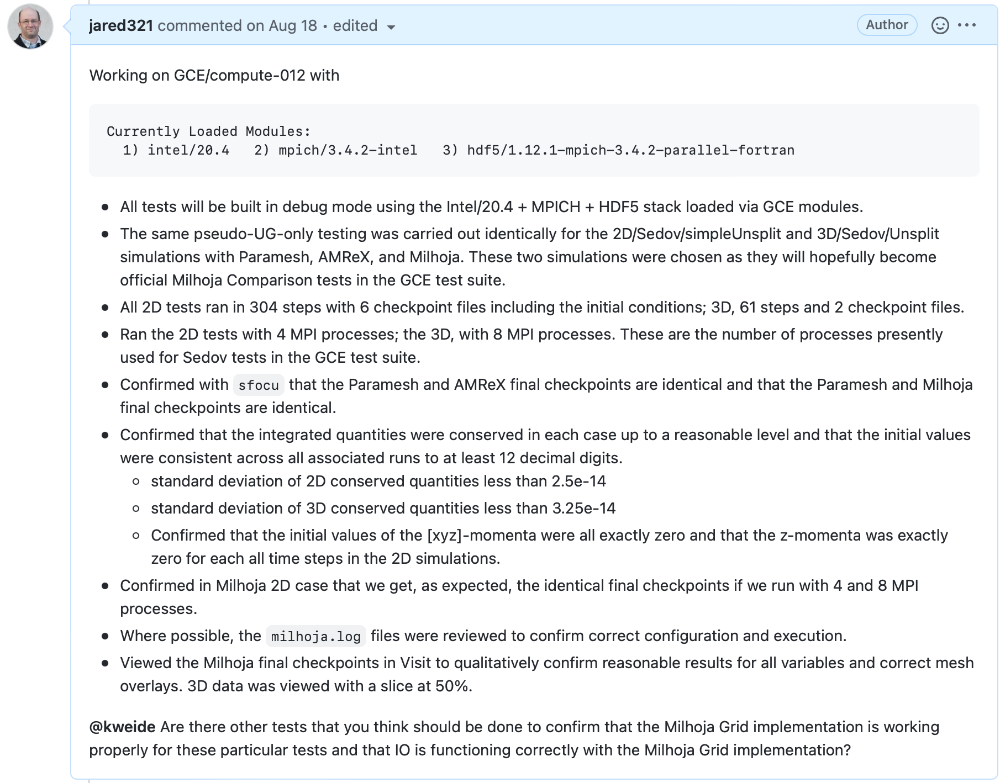 jared321 commented on Aug 18 • edited
Author
Working on GCE/compute-012 with
Currently Loaded Modules:
1) intel/20.4   2) mpich/3.4.2-intel   3) hdf5/1.12.1-mpich-3.4.2-parallel-fortran
• All tests will be built in debug mode using the Intel/20.4 + MPICH + HDF5 stack loaded via GCE modules.
• The same pseudo-UG-only testing was carried out identically for the 2D/Sedov/simpleUnsplit and 3D/Sedov/Unsplit
simulations with Paramesh, AMReX, and Milhoja. These two simulations were chosen as they will hopefully become
official Milhoja Comparison tests in the GCE test suite.
• All 2D tests ran in 304 steps with 6 checkpoint files including the initial conditions; 3D, 61 steps and 2 checkpoint files.
• Ran the 2D tests with 4 MPI processes; the 3D, with 8 MPI processes. These are the number of processes presently
used for Sedov tests in the GCE test suite.
• Confirmed with sfocu that the Paramesh and AMReX final checkpoints are identical and that the Paramesh and Milhoja
final checkpoints are identical.
• Confirmed that the integrated quantities were conserved in each case up to a reasonable level and that the initial values
were consistent across all associated runs to at least 12 decimal digits.
◦ standard deviation of 2D conserved quantities less than 2.5e-14
◦ standard deviation of 3D conserved quantities less than 3.25e-14
◦ Confirmed that the initial values of the [xyz]-momenta were all exactly zero and that the z-momenta was exactly
zero for each all time steps in the 2D simulations.
• Confirmed in Milhoja 2D case that we get, as expected, the identical final checkpoints if we run with 4 and 8 MPI
processes.
• Where possible, the milhoja.log files were reviewed to confirm correct configuration and execution.
• Viewed the Milhoja final checkpoints in Visit to qualitatively confirm reasonable results for all variables and correct mesh
overlays. 3D data was viewed with a slice at 50%.
@kweide Are there other tests that you think should be done to confirm that the Milhoja Grid implementation is working
properly for these particular tests and that IO is functioning correctly with the Milhoja Grid implementation?